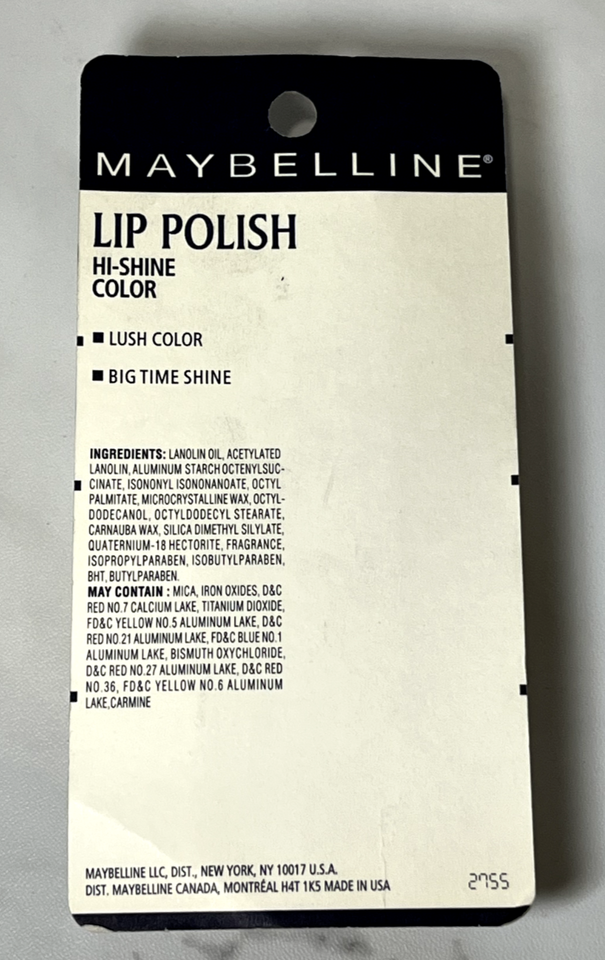 MAYBELLINE®
LIP POLISH
HI-SHINE
COLOR
■ LUSH COLOR
■ BIG TIME SHINE
INGREDIENTS: LANOLIN OIL, ACETYLATED
LANOLIN, ALUMINUM STARCH OCTENYLSUC-
CINATE, ISONONYL ISONONANOATE, OCTYL
PALMITATE, MICROCRYSTALLINE WAX, OCTYL-
DODECANOL, OCTYLDODECYL STEARATE,
CARNAUBA WAX, SILICA DIMETHYL SILYLATE,
QUATERNIUM-18 HECTORITE, FRAGRANCE,
ISOPROPYLPARABEN, ISOBUTYLPARABEN,
BHT, BUTYLPARABEN.
MAY CONTAIN : MICA, IRON OXIDES, D&C
RED NO.7 CALCIUM LAKE, TITANIUM DIOXIDE,
FD&C YELLOW NO.5 ALUMINUM LAKE, D&C
RED NO.21 ALUMINUM LAKE, FD&C BLUE NO.1
ALUMINUM LAKE, BISMUTH OXYCHLORIDE,
D&C RED NO.27 ALUMINUM LAKE, D&C RED
NO.36, FD&C YELLOW NO.6 ALUMINUM
LAKE,CARMINE
MAYBELLINE LLC, DIST., NEW YORK, NY 10017 U.S.A.
DIST. MAYBELLINE CANADA, MONTRÉAL H4T 1K5 MADE IN USA
2755